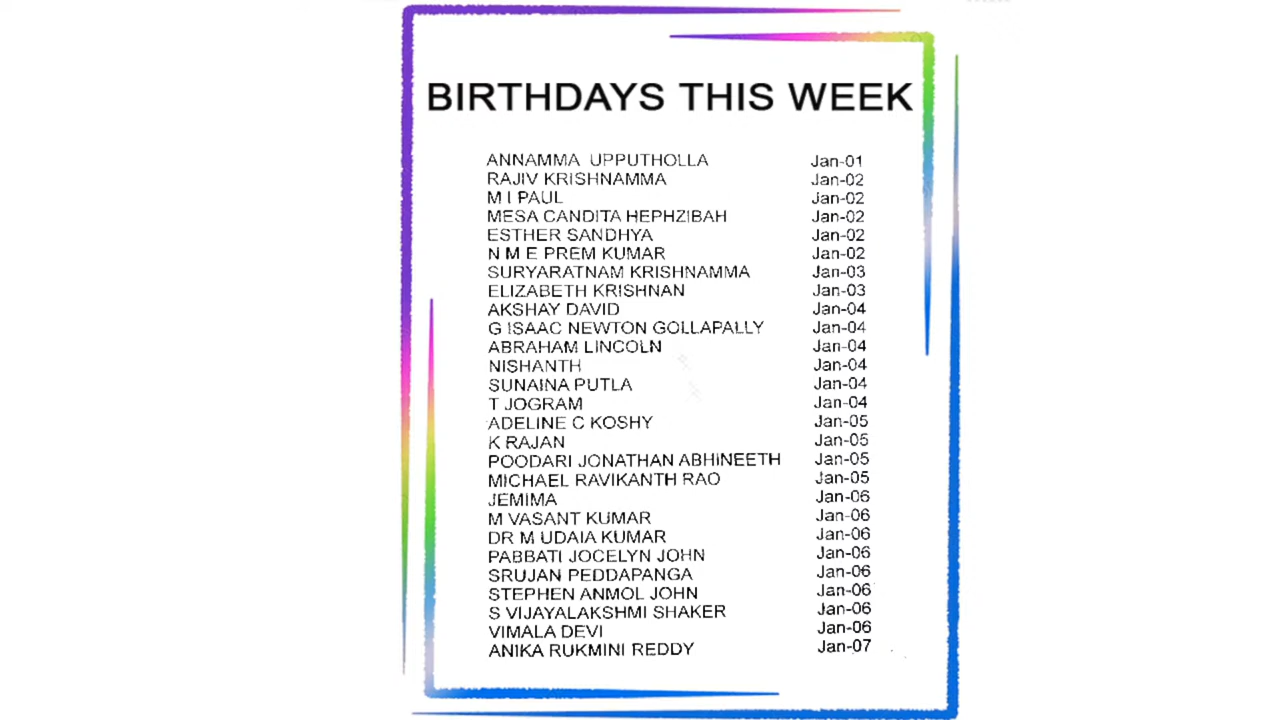 BIRTHDAYS THIS WEEK
ANNAMMA UPPUTHOLLA Jan-01
RAJIV KRISHNAMMA Jan-02
M I PAUL Jan-02
MESA CANDITA HEPHZIBAH Jan-02
ESTHER SANDHYA Jan-02
N M E PREM KUMAR Jan-02
SURYARATNAM KRISHNAMMA Jan-03
ELIZABETH KRISHNAN Jan-03
AKSHAY DAVID Jan-04
G ISAAC NEWTON GOLLAPALLY Jan-04
ABRAHAM LINCOLN Jan-04
NISHANTH Jan-04
SUNAINA PUTLA Jan-04
T JOGRAM Jan-04
ADELINE C KOSHY Jan-05
K RAJAN Jan-05
POODARI JONATHAN ABHINEETH Jan-05
MICHAEL RAVIKANTH RAO Jan-05
JEMIMA Jan-06
M VASANT KUMAR Jan-06
DR M UDAIA KUMAR Jan-06
PABBATI JOCELYN JOHN Jan-06
SRUJAN PEDDAPANGA Jan-06
STEPHEN ANMOL JOHN Jan-06
S VIJAYALAKSHMI SHAKER Jan-06
VIMALA DEVI Jan-06
ANIKA RUKMINI REDDY Jan-07